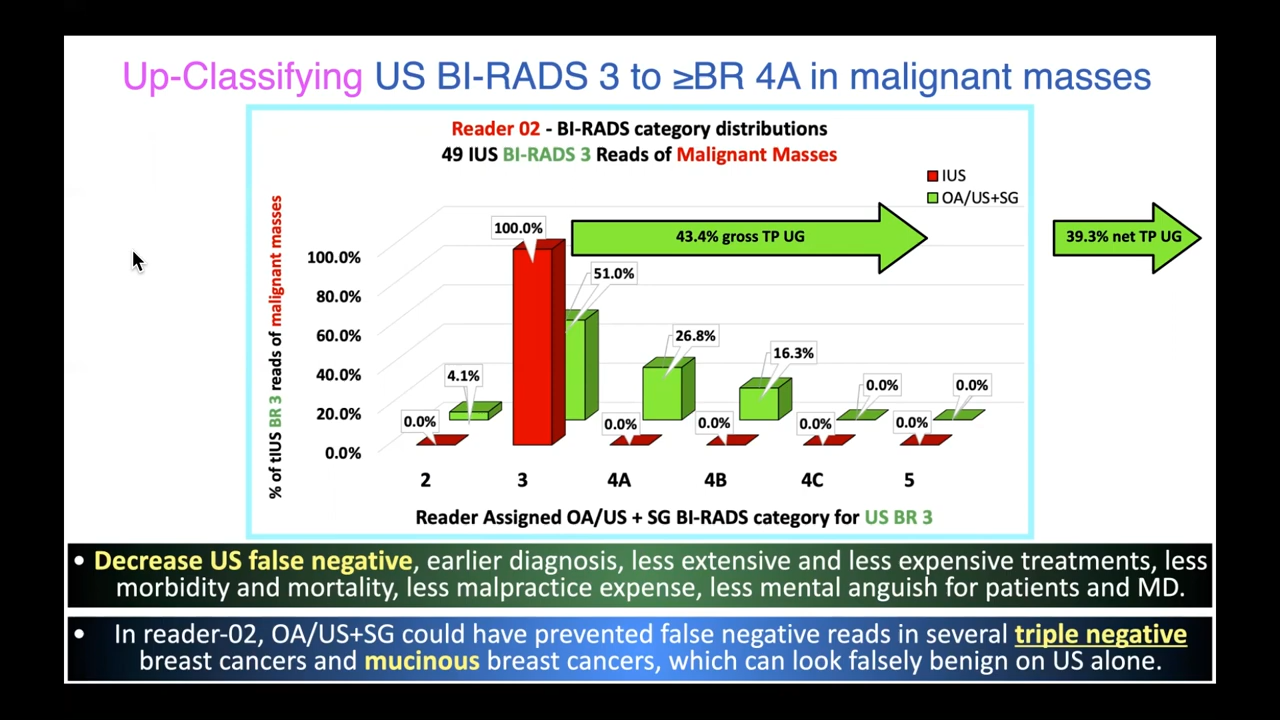 Up-Classifying US BI-RADS 3 to ≥BR 4A in malignant masses
Reader 02 - BI-RADS category distributions
49 IUS BI-RADS 3 Reads of Malignant Masses
IUS
OA/US+SG
43.4% gross TP UG
39.3% net TP UG
% of tIUS BR 3 reads of malignant masses
100.0%
80.0%
60.0%
40.0%
20.0%
0.0%
0.0%
4.1%
100.0%
51.0%
0.0%
26.8%
0.0%
16.3%
0.0%
0.0%
0.0%
0.0%
2 3 4A 4B 4C 5
Reader Assigned OA/US + SG BI-RADS category for US BR 3
• Decrease US false negative, earlier diagnosis, less extensive and less expensive treatments, less
morbidity and mortality, less malpractice expense, less mental anguish for patients and MD.
• In reader-02, OA/US+SG could have prevented false negative reads in several triple negative
breast cancers and mucinous breast cancers, which can look falsely benign on US alone.